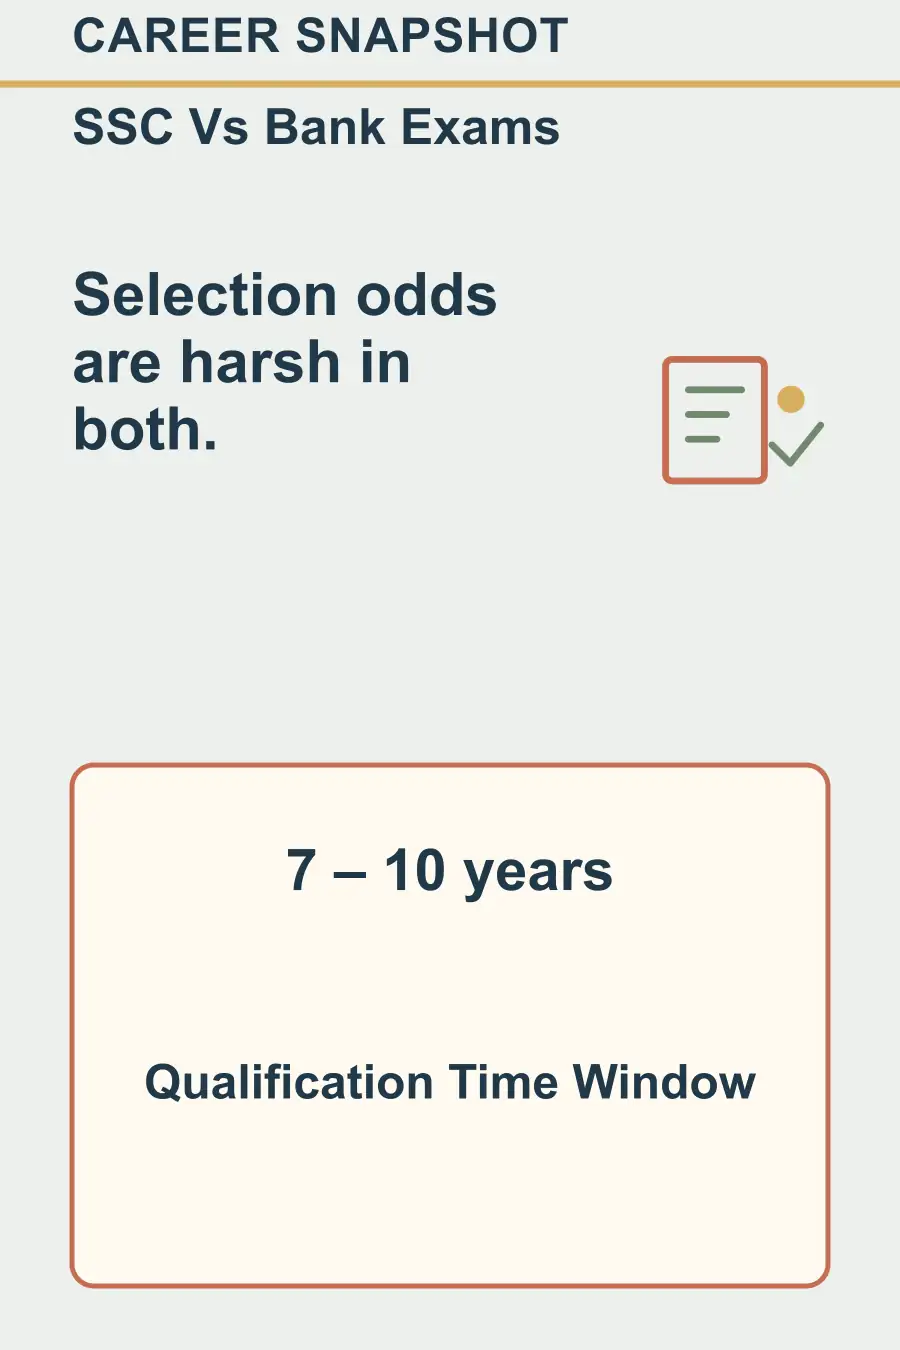 CAREER SNAPSHOT
SSC Vs Bank Exams
Selection odds
are harsh in
both.
7 – 10 years
Qualification Time Window